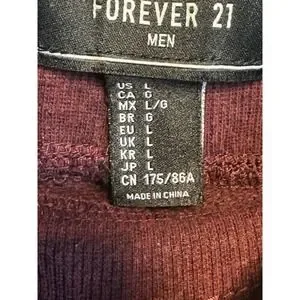 FOREVER 21
MEN
US L
CA G
MX L/G
BR G
EU L
UK L
KR L
JP L
CN 175/86A
MADE IN CHINA